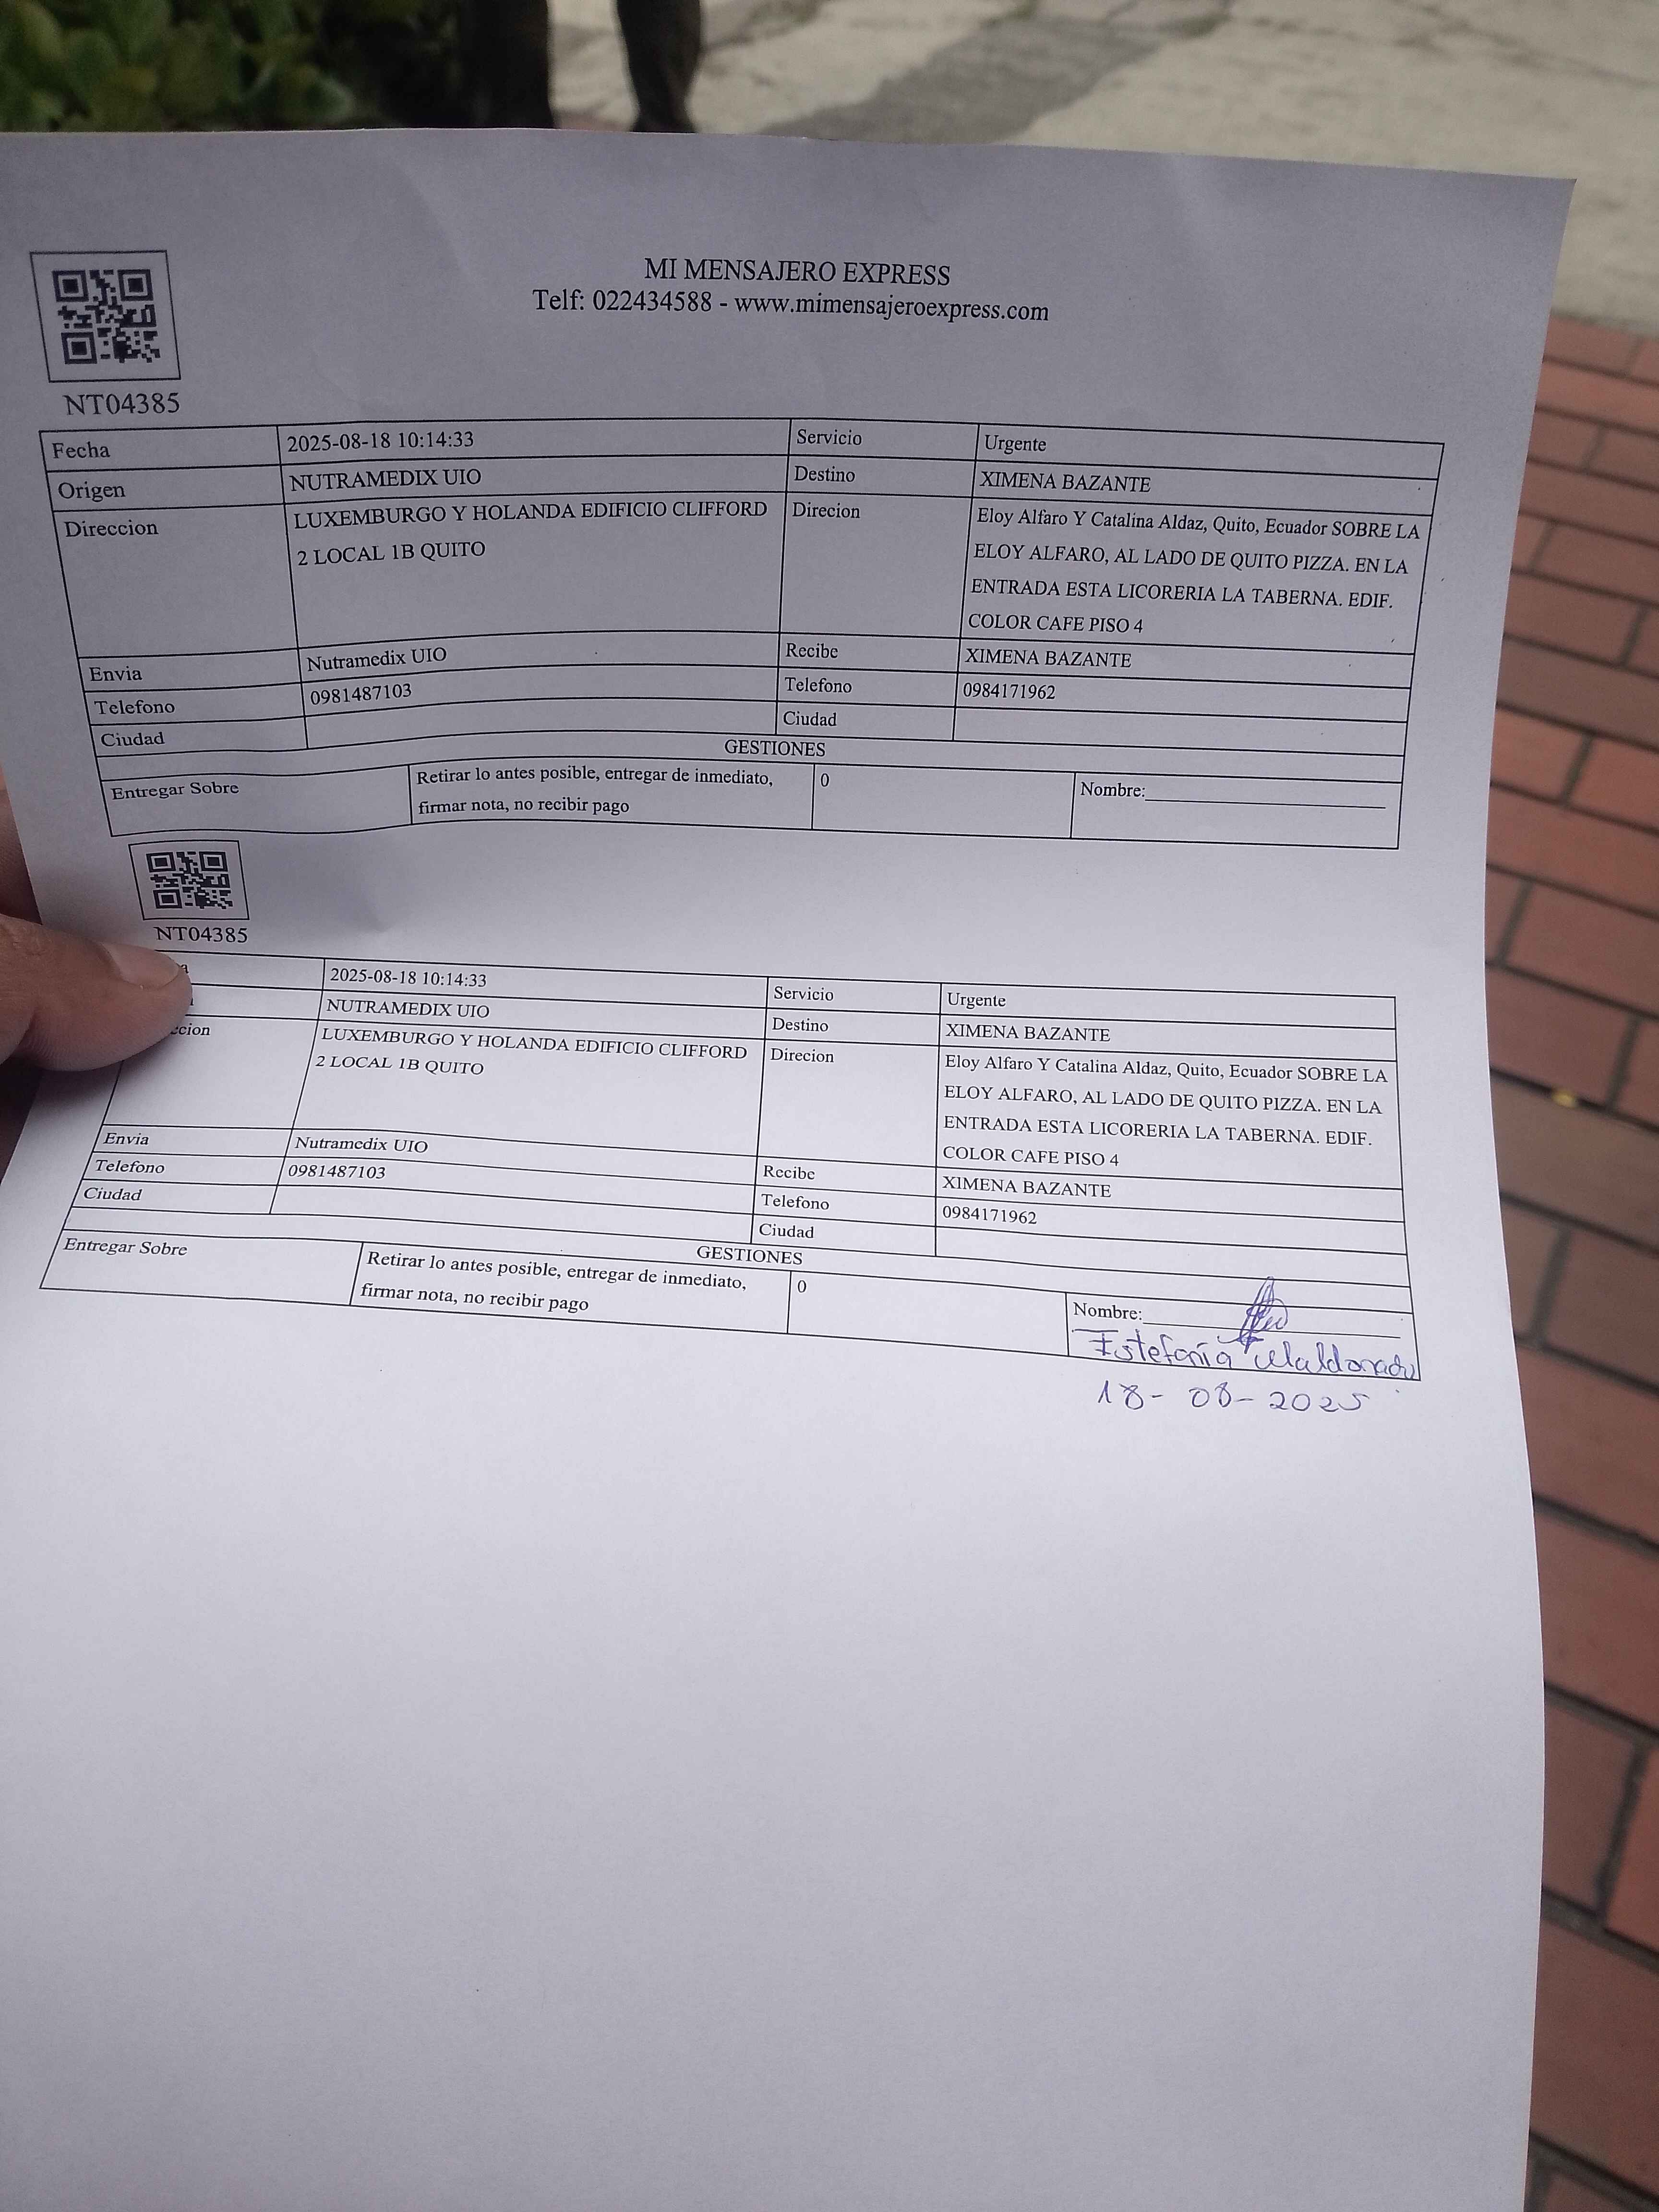 MI MENSAJERO EXPRESS
Telf: 022434588 - www.mimensajeroexpress.com
NT04385
Fecha 2025-08-18 10:14:33 Servicio Urgente
Origen NUTRAMEDIX UIO Destino XIMENA BAZANTE
Direccion LUXEMBURGO Y HOLANDA EDIFICIO CLIFFORD Direcion Eloy Alfaro Y Catalina Aldaz, Quito, Ecuador SOBRE LA
2 LOCAL 1B QUITO ELOY ALFARO, AL LADO DE QUITO PIZZA. EN LA
ENTRADA ESTA LICORERIA LA TABERNA. EDIF.
COLOR CAFE PISO 4
Envia Nutramedix UIO Recibe XIMENA BAZANTE
Telefono 0981487103 Telefono 0984171962
Ciudad Ciudad
GESTIONES
Entregar Sobre Retirar lo antes posible, entregar de inmediato, 0 Nombre:
firmar nota, no recibir pago
NT04385
2025-08-18 10:14:33 Servicio Urgente
NUTRAMEDIX UIO Destino XIMENA BAZANTE
ccion LUXEMBURGO Y HOLANDA EDIFICIO CLIFFORD Direcion Eloy Alfaro Y Catalina Aldaz, Quito, Ecuador SOBRE LA
2 LOCAL 1B QUITO ELOY ALFARO, AL LADO DE QUITO PIZZA. EN LA
ENTRADA ESTA LICORERIA LA TABERNA. EDIF.
COLOR CAFE PISO 4
Envia Nutramedix UIO Recibe XIMENA BAZANTE
Telefono 0981487103 Telefono 0984171962
Ciudad Ciudad
GESTIONES
Entregar Sobre Retirar lo antes posible, entregar de inmediato, 0 Nombre:
firmar nota, no recibir pago
Estefanía Maldonado
18-08-2025